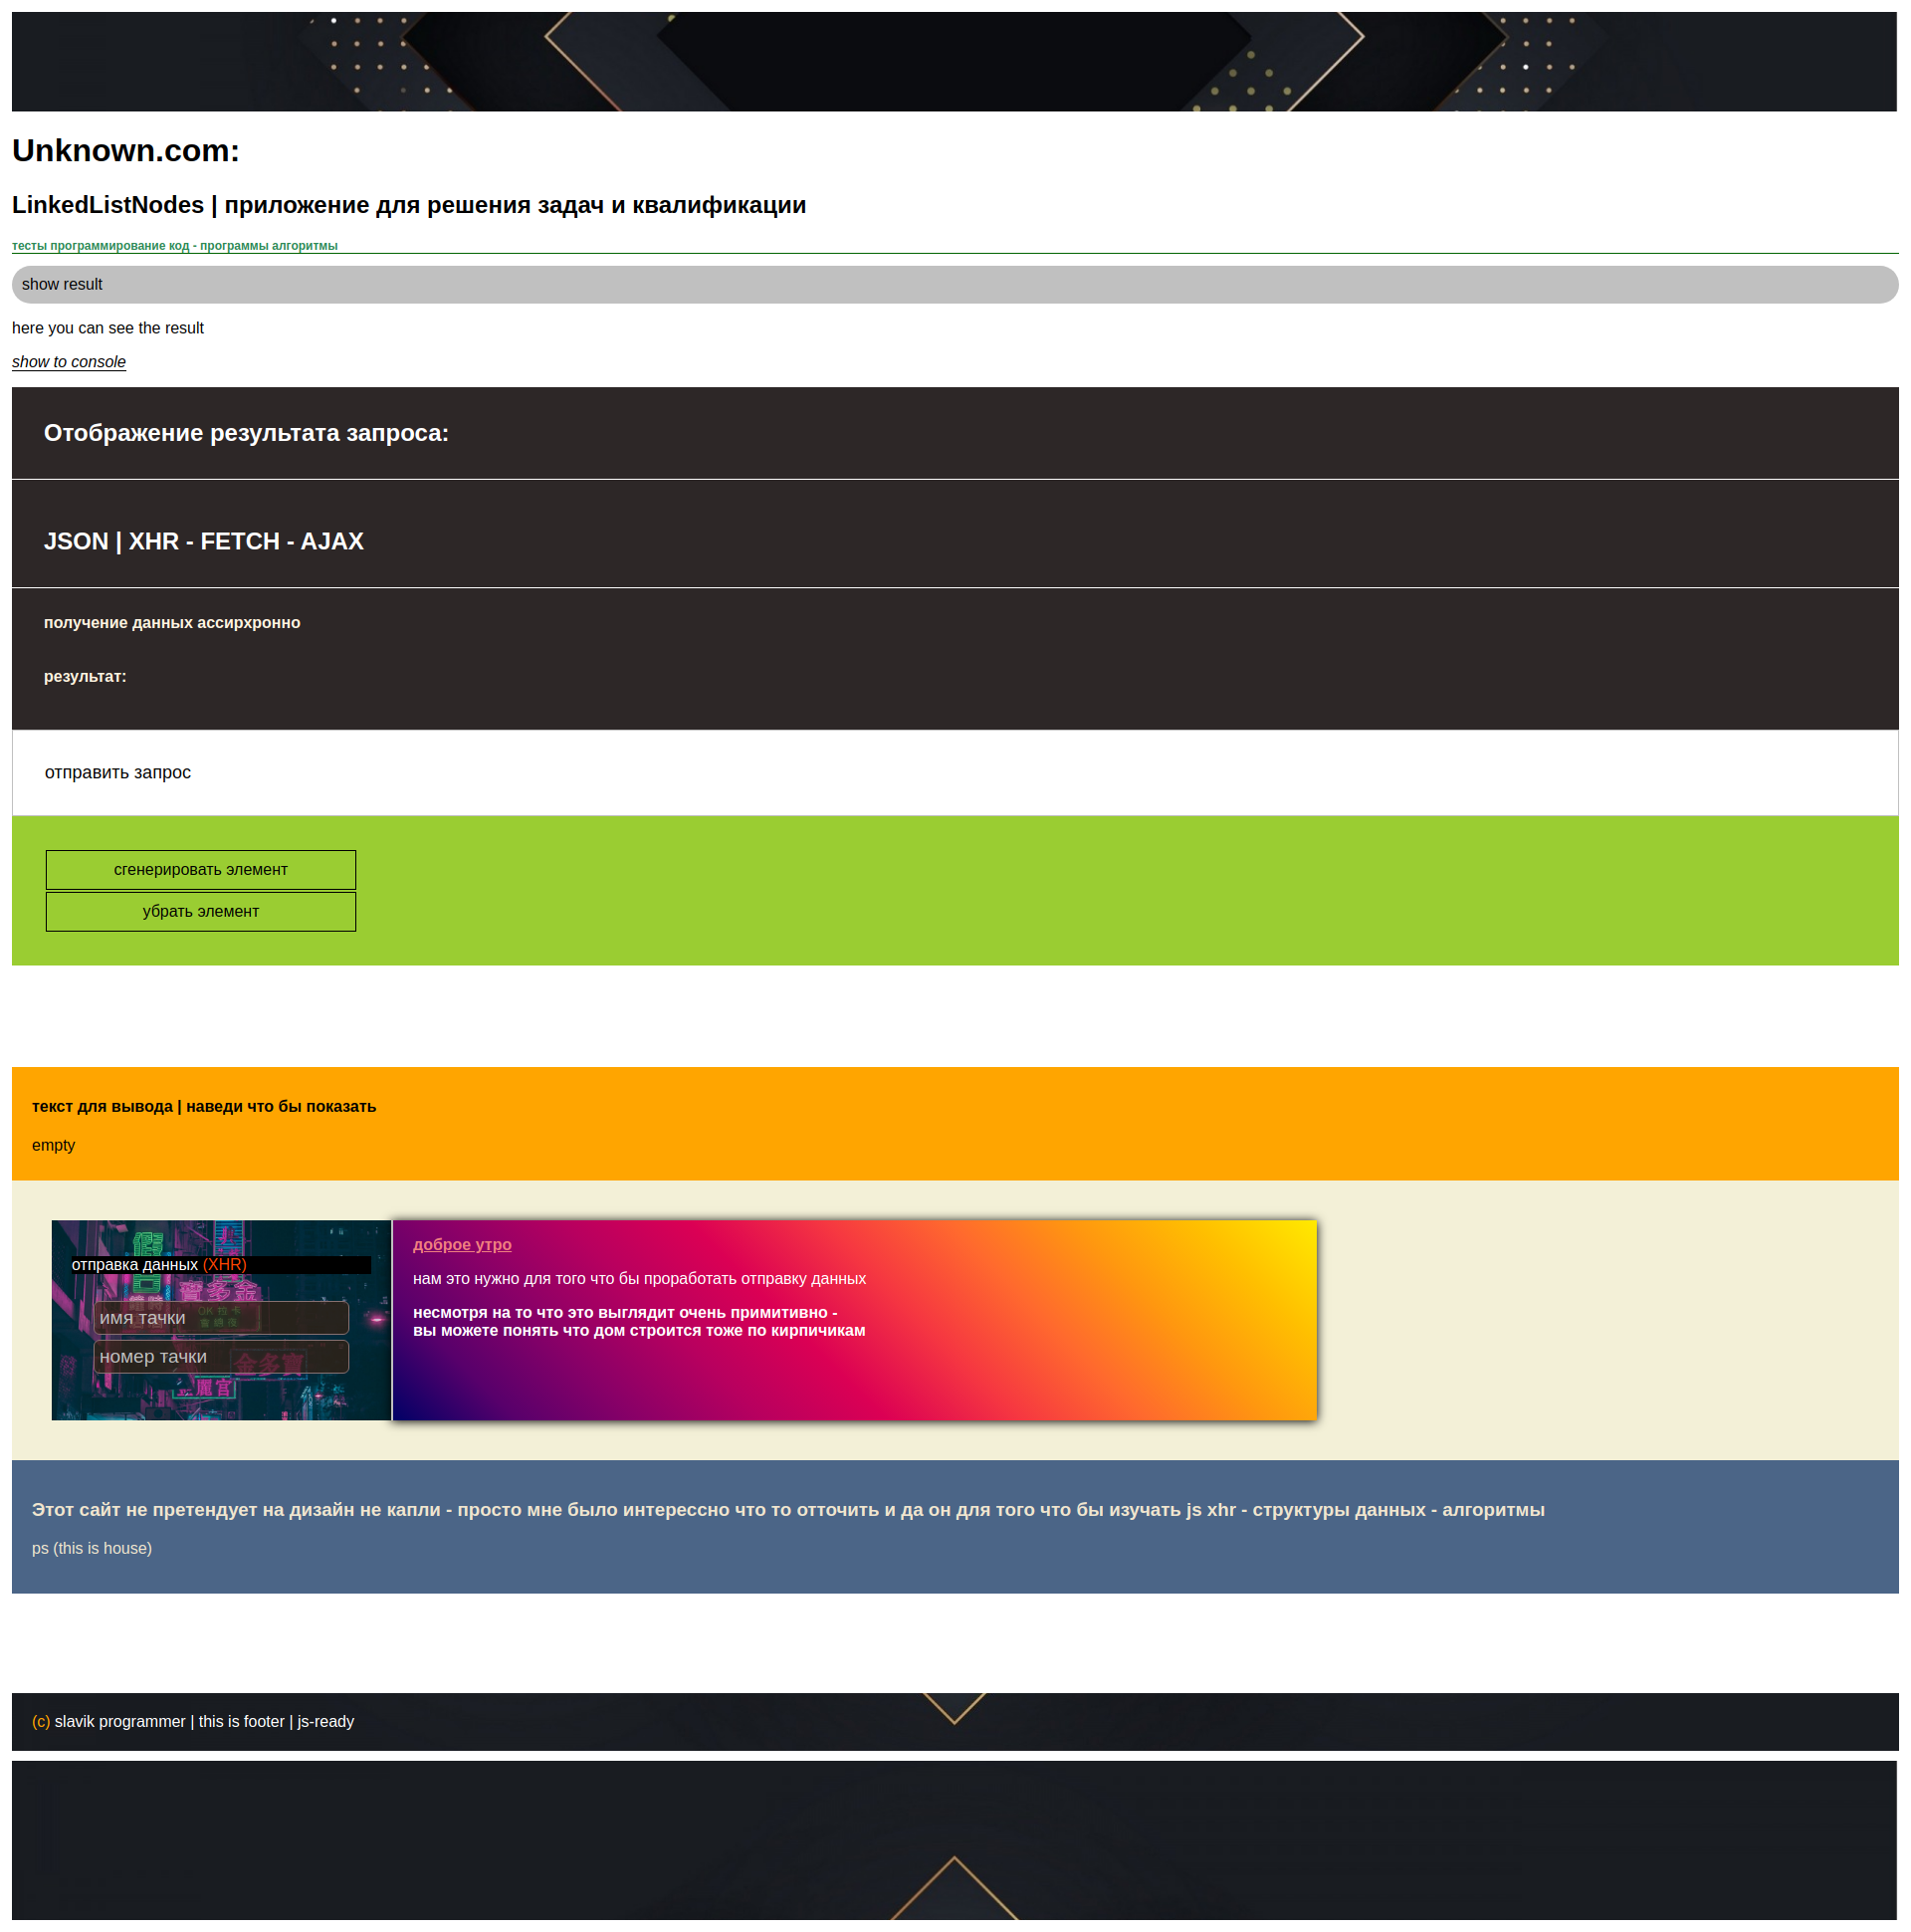 Unknown.com:
LinkedListNodes | приложение для решения задач и квалификации
тесты программирование код - программы алгоритмы
show result
here you can see the result
show to console
Отображение результата запроса:
JSON | XHR - FETCH - AJAX
получение данных ассирхронно
результат:
отправить запрос
сгенерировать элемент
убрать элемент
текст для вывода | наведи что бы показать
empty
отправка данных (XHR)
имя тачки
номер тачки
доброе утро
нам это нужно для того что бы проработать отправку данных
несмотря на то что это выглядит очень примитивно -
вы можете понять что дом строится тоже по кирпичикам
Этот сайт не претендует на дизайн не капли - просто мне было интерессно что то отточить и да он для того что бы изучать js xhr - структуры данных - алгоритмы
ps (this is house)
(c) slavik programmer | this is footer | js-ready